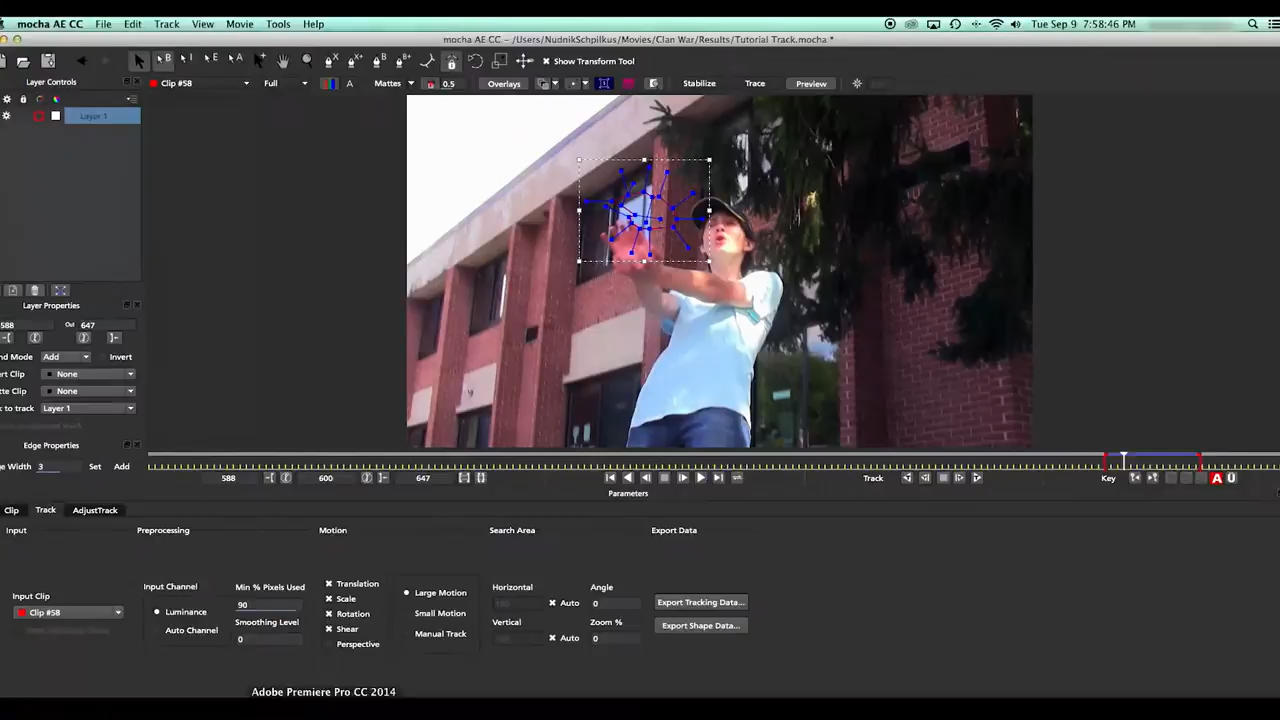 mocha AE CC File Edit Track View Movie Tools Help Tue Sep 9 7:58:46 PM
mocha AE CC – /Users/NudnikSchpilkus/Movies/Clan War/Results/Tutorial Track.mocha *
Show Transform Tool
Layer Controls Clip #58 Full A Mattes 0.5 Overlays Stabilize Trace Preview
Layer 1
Layer Properties
588 Out 647
nd Mode Add Invert
rt Clip None
tte Clip None
k to track Layer 1
Edge Properties
ge Width 3 Set Add
588 600 647 Track Key A U
Parameters
Clip Track AdjustTrack
Input Preprocessing Motion Search Area Export Data
Input Clip
Clip #58
Input Channel
Luminance
Auto Channel
Min % Pixels Used
90
Smoothing Level
0
Translation
Scale
Rotation
Shear
Perspective
Large Motion
Small Motion
Manual Track
Horizontal
Auto
Vertical
Auto
Angle
0
Zoom %
0
Export Tracking Data...
Export Shape Data...
Adobe Premiere Pro CC 2014